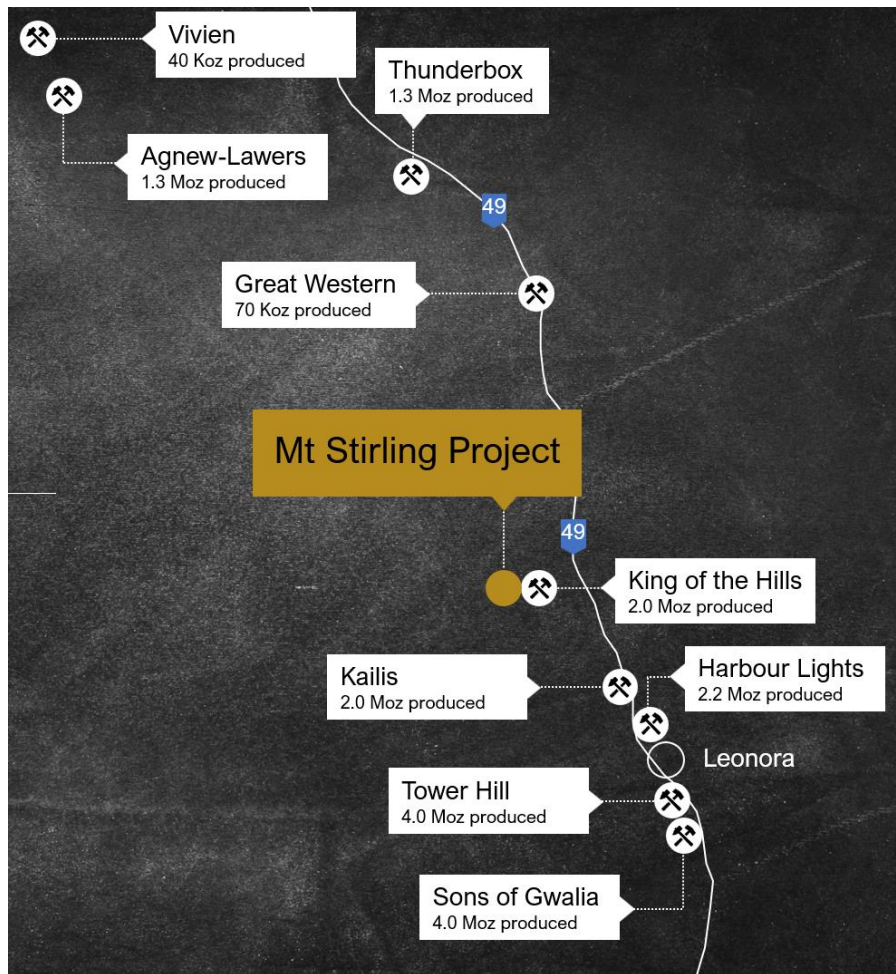 Vivien
40 Koz produced
Thunderbox
1.3 Moz produced
Agnew-Lawers
1.3 Moz produced
49
Great Western
70 Koz produced
Mt Stirling Project
49
King of the Hills
2.0 Moz produced
Kailis
2.0 Moz produced
Harbour Lights
2.2 Moz produced
Leonora
Tower Hill
4.0 Moz produced
Sons of Gwalia
4.0 Moz produced